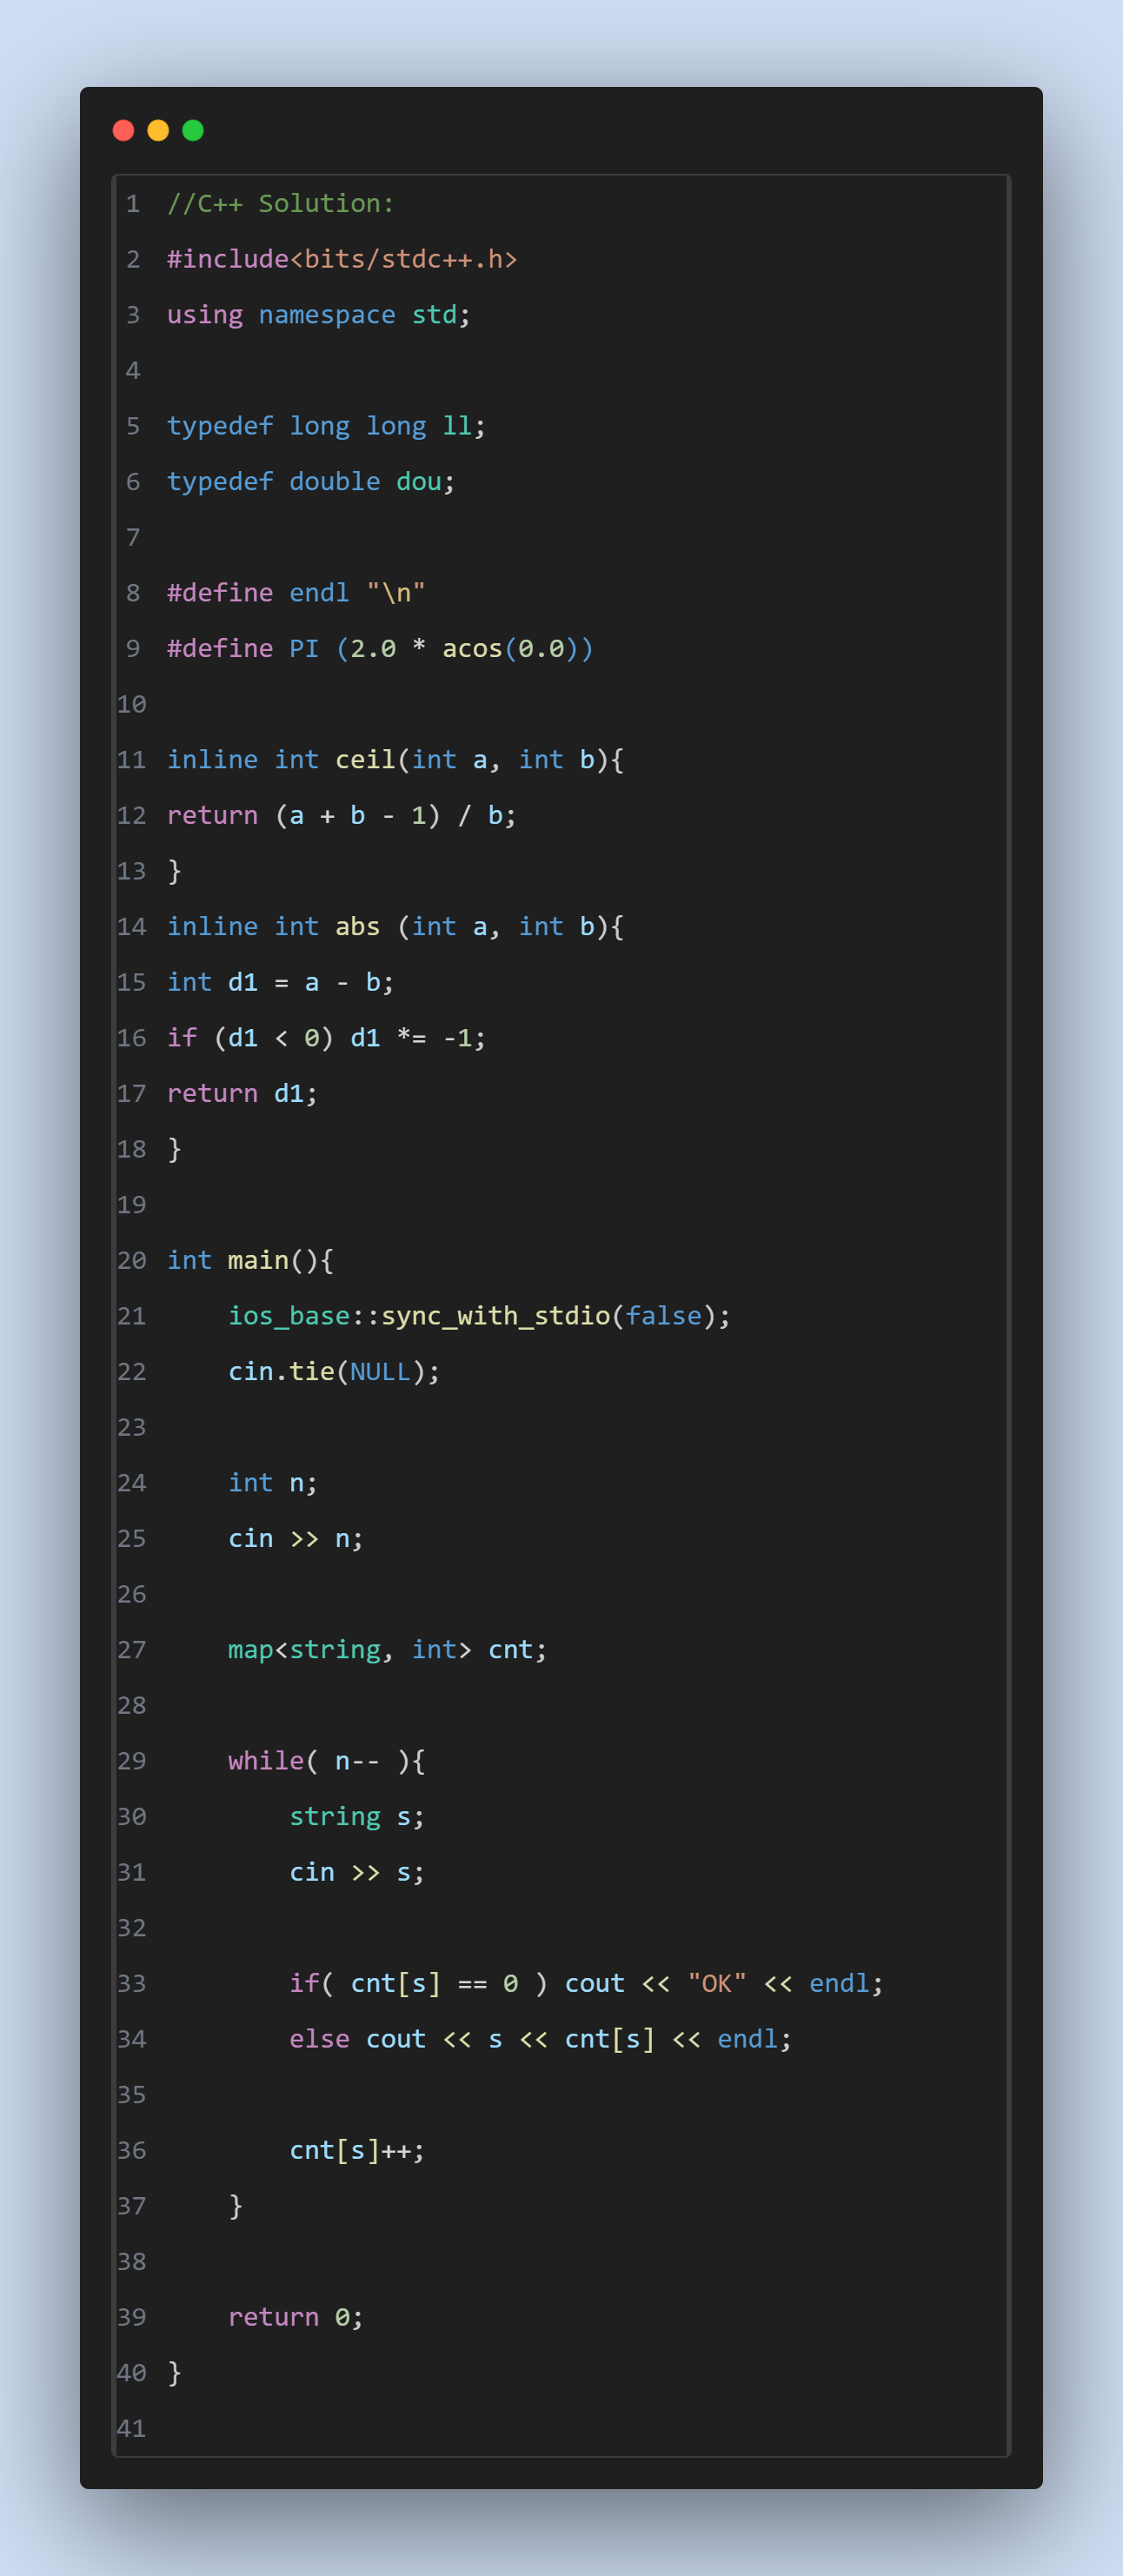 1 //C++ Solution:
2 #include<bits/stdc++.h>
3 using namespace std;
4
5 typedef long long ll;
6 typedef double dou;
7
8 #define endl "\n"
9 #define PI (2.0 * acos(0.0))
10
11 inline int ceil(int a, int b){
12 return (a + b - 1) / b;
13 }
14 inline int abs (int a, int b){
15 int d1 = a - b;
16 if (d1 < 0) d1 *= -1;
17 return d1;
18 }
19
20 int main(){
21     ios_base::sync_with_stdio(false);
22     cin.tie(NULL);
23
24     int n;
25     cin >> n;
26
27     map<string, int> cnt;
28
29     while( n-- ){
30         string s;
31         cin >> s;
32
33         if( cnt[s] == 0 ) cout << "OK" << endl;
34         else cout << s << cnt[s] << endl;
35
36         cnt[s]++;
37     }
38
39     return 0;
40 }
41